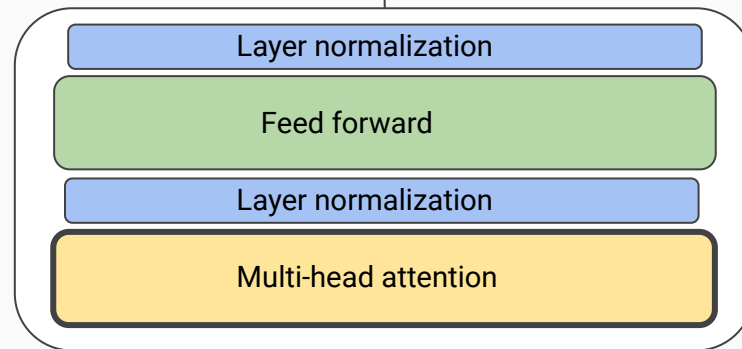 Layer normalization
Feed forward
Layer normalization
Multi-head attention